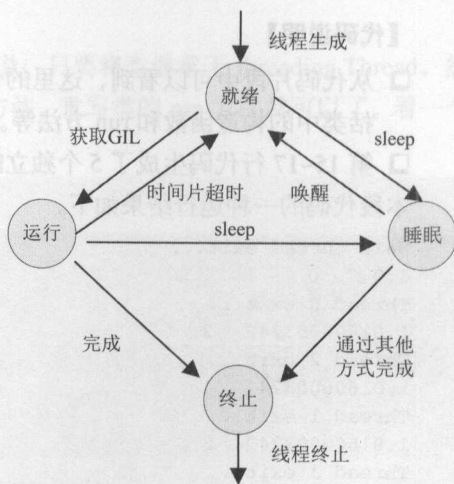 线程生成
就绪
获取GIL
sleep
时间片超时
唤醒
运行
sleep
睡眠
完成
通过其他
方式完成
终止
线程终止